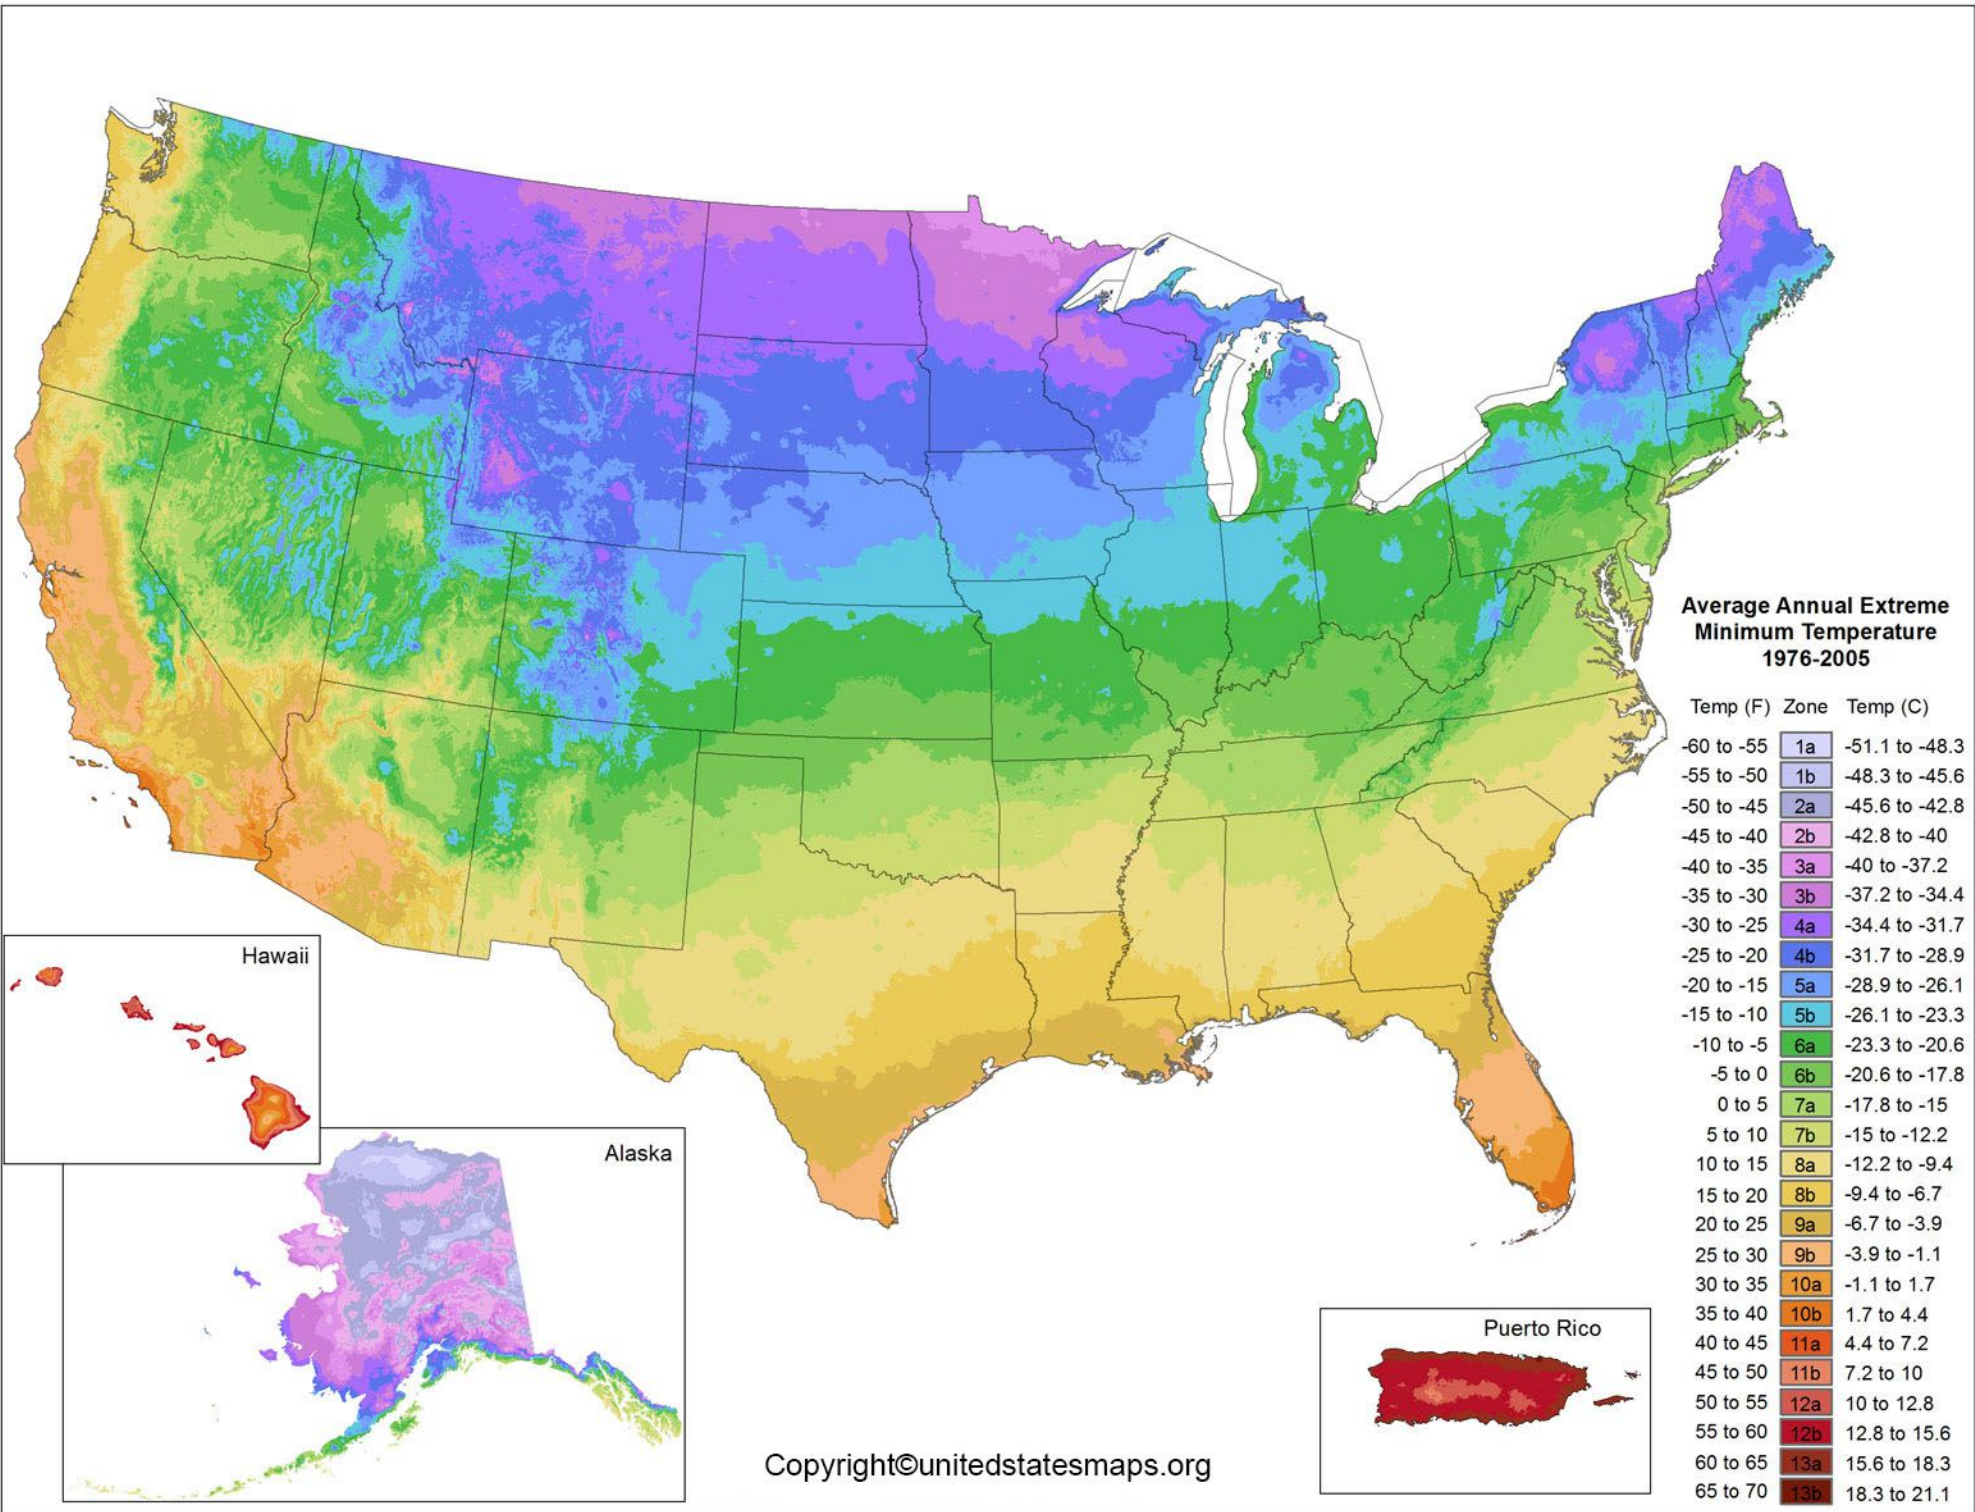 Average Annual Extreme
Minimum Temperature
1976-2005
Temp (F) Zone Temp (C)
-60 to -55 1a -51.1 to -48.3
-55 to -50 1b -48.3 to -45.6
-50 to -45 2a -45.6 to -42.8
-45 to -40 2b -42.8 to -40
-40 to -35 3a -40 to -37.2
-35 to -30 3b -37.2 to -34.4
-30 to -25 4a -34.4 to -31.7
-25 to -20 4b -31.7 to -28.9
-20 to -15 5a -28.9 to -26.1
-15 to -10 5b -26.1 to -23.3
-10 to -5 6a -23.3 to -20.6
-5 to 0 6b -20.6 to -17.8
0 to 5 7a -17.8 to -15
5 to 10 7b -15 to -12.2
10 to 15 8a -12.2 to -9.4
15 to 20 8b -9.4 to -6.7
20 to 25 9a -6.7 to -3.9
25 to 30 9b -3.9 to -1.1
30 to 35 10a -1.1 to 1.7
35 to 40 10b 1.7 to 4.4
40 to 45 11a 4.4 to 7.2
45 to 50 11b 7.2 to 10
50 to 55 12a 10 to 12.8
55 to 60 12b 12.8 to 15.6
60 to 65 13a 15.6 to 18.3
65 to 70 13b 18.3 to 21.1
Hawaii
Alaska
Puerto Rico
Copyright©unitedstatesmaps.org